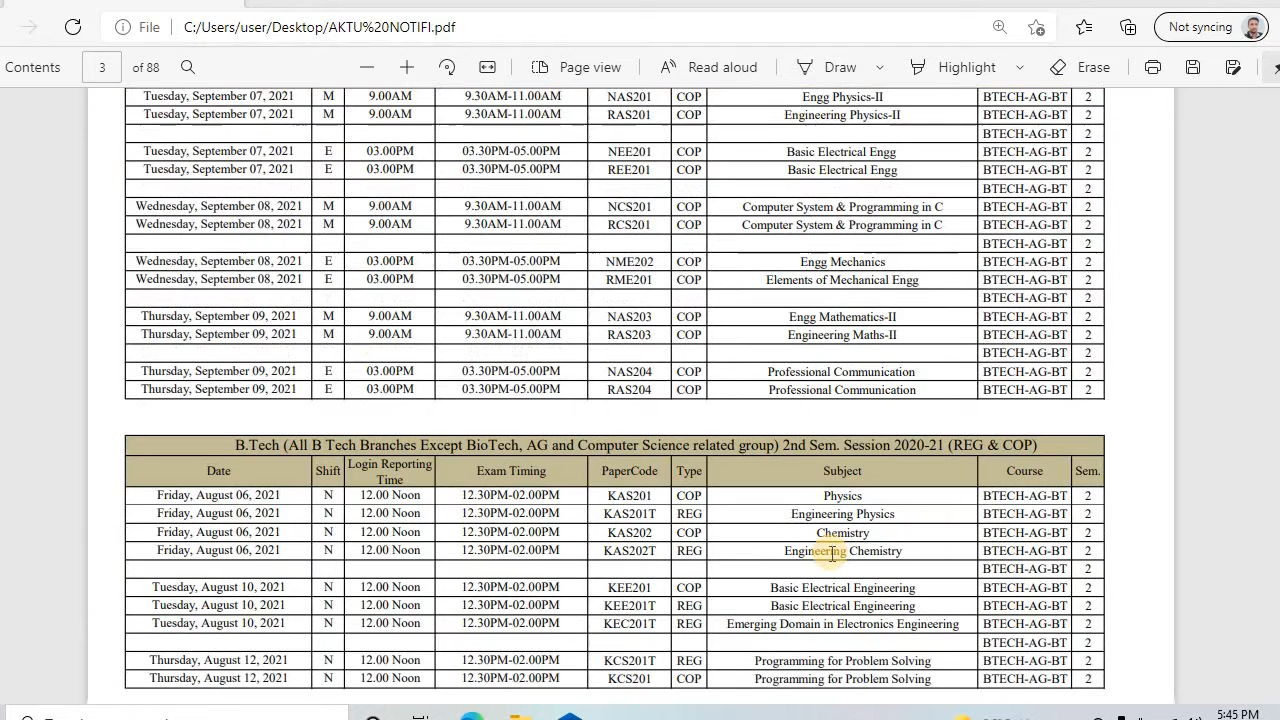 File C:/Users/user/Desktop/AKTU%20NOTIFI.pdf Not syncing
Contents 3 of 88 Page view Read aloud Draw Highlight Erase
Tuesday, September 07, 2021 M 9.00AM 9.30AM-11.00AM NAS201 COP Engg Physics-II BTECH-AG-BT 2
Tuesday, September 07, 2021 M 9.00AM 9.30AM-11.00AM RAS201 COP Engineering Physics-II BTECH-AG-BT 2
BTECH-AG-BT 2
Tuesday, September 07, 2021 E 03.00PM 03.30PM-05.00PM NEE201 COP Basic Electrical Engg BTECH-AG-BT 2
Tuesday, September 07, 2021 E 03.00PM 03.30PM-05.00PM REE201 COP Basic Electrical Engg BTECH-AG-BT 2
BTECH-AG-BT 2
Wednesday, September 08, 2021 M 9.00AM 9.30AM-11.00AM NCS201 COP Computer System & Programming in C BTECH-AG-BT 2
Wednesday, September 08, 2021 M 9.00AM 9.30AM-11.00AM RCS201 COP Computer System & Programming in C BTECH-AG-BT 2
BTECH-AG-BT 2
Wednesday, September 08, 2021 E 03.00PM 03.30PM-05.00PM NME202 COP Engg Mechanics BTECH-AG-BT 2
Wednesday, September 08, 2021 E 03.00PM 03.30PM-05.00PM RME201 COP Elements of Mechanical Engg BTECH-AG-BT 2
BTECH-AG-BT 2
Thursday, September 09, 2021 M 9.00AM 9.30AM-11.00AM NAS203 COP Engg Mathematics-II BTECH-AG-BT 2
Thursday, September 09, 2021 M 9.00AM 9.30AM-11.00AM RAS203 COP Engineering Maths-II BTECH-AG-BT 2
BTECH-AG-BT 2
Thursday, September 09, 2021 E 03.00PM 03.30PM-05.00PM NAS204 COP Professional Communication BTECH-AG-BT 2
Thursday, September 09, 2021 E 03.00PM 03.30PM-05.00PM RAS204 COP Professional Communication BTECH-AG-BT 2
B.Tech (All B Tech Branches Except BioTech, AG and Computer Science related group) 2nd Sem. Session 2020-21 (REG & COP)
Date Shift Login Reporting Time Exam Timing PaperCode Type Subject Course Sem.
Friday, August 06, 2021 N 12.00 Noon 12.30PM-02.00PM KAS201 COP Physics BTECH-AG-BT 2
Friday, August 06, 2021 N 12.00 Noon 12.30PM-02.00PM KAS201T REG Engineering Physics BTECH-AG-BT 2
Friday, August 06, 2021 N 12.00 Noon 12.30PM-02.00PM KAS202 COP Chemistry BTECH-AG-BT 2
Friday, August 06, 2021 N 12.00 Noon 12.30PM-02.00PM KAS202T REG Engineering Chemistry BTECH-AG-BT 2
BTECH-AG-BT 2
Tuesday, August 10, 2021 N 12.00 Noon 12.30PM-02.00PM KEE201 COP Basic Electrical Engineering BTECH-AG-BT 2
Tuesday, August 10, 2021 N 12.00 Noon 12.30PM-02.00PM KEE201T REG Basic Electrical Engineering BTECH-AG-BT 2
Tuesday, August 10, 2021 N 12.00 Noon 12.30PM-02.00PM KEC201T REG Emerging Domain in Electronics Engineering BTECH-AG-BT 2
BTECH-AG-BT 2
Thursday, August 12, 2021 N 12.00 Noon 12.30PM-02.00PM KCS201T REG Programming for Problem Solving BTECH-AG-BT 2
Thursday, August 12, 2021 N 12.00 Noon 12.30PM-02.00PM KCS201 COP Programming for Problem Solving BTECH-AG-BT 2
5:45 PM